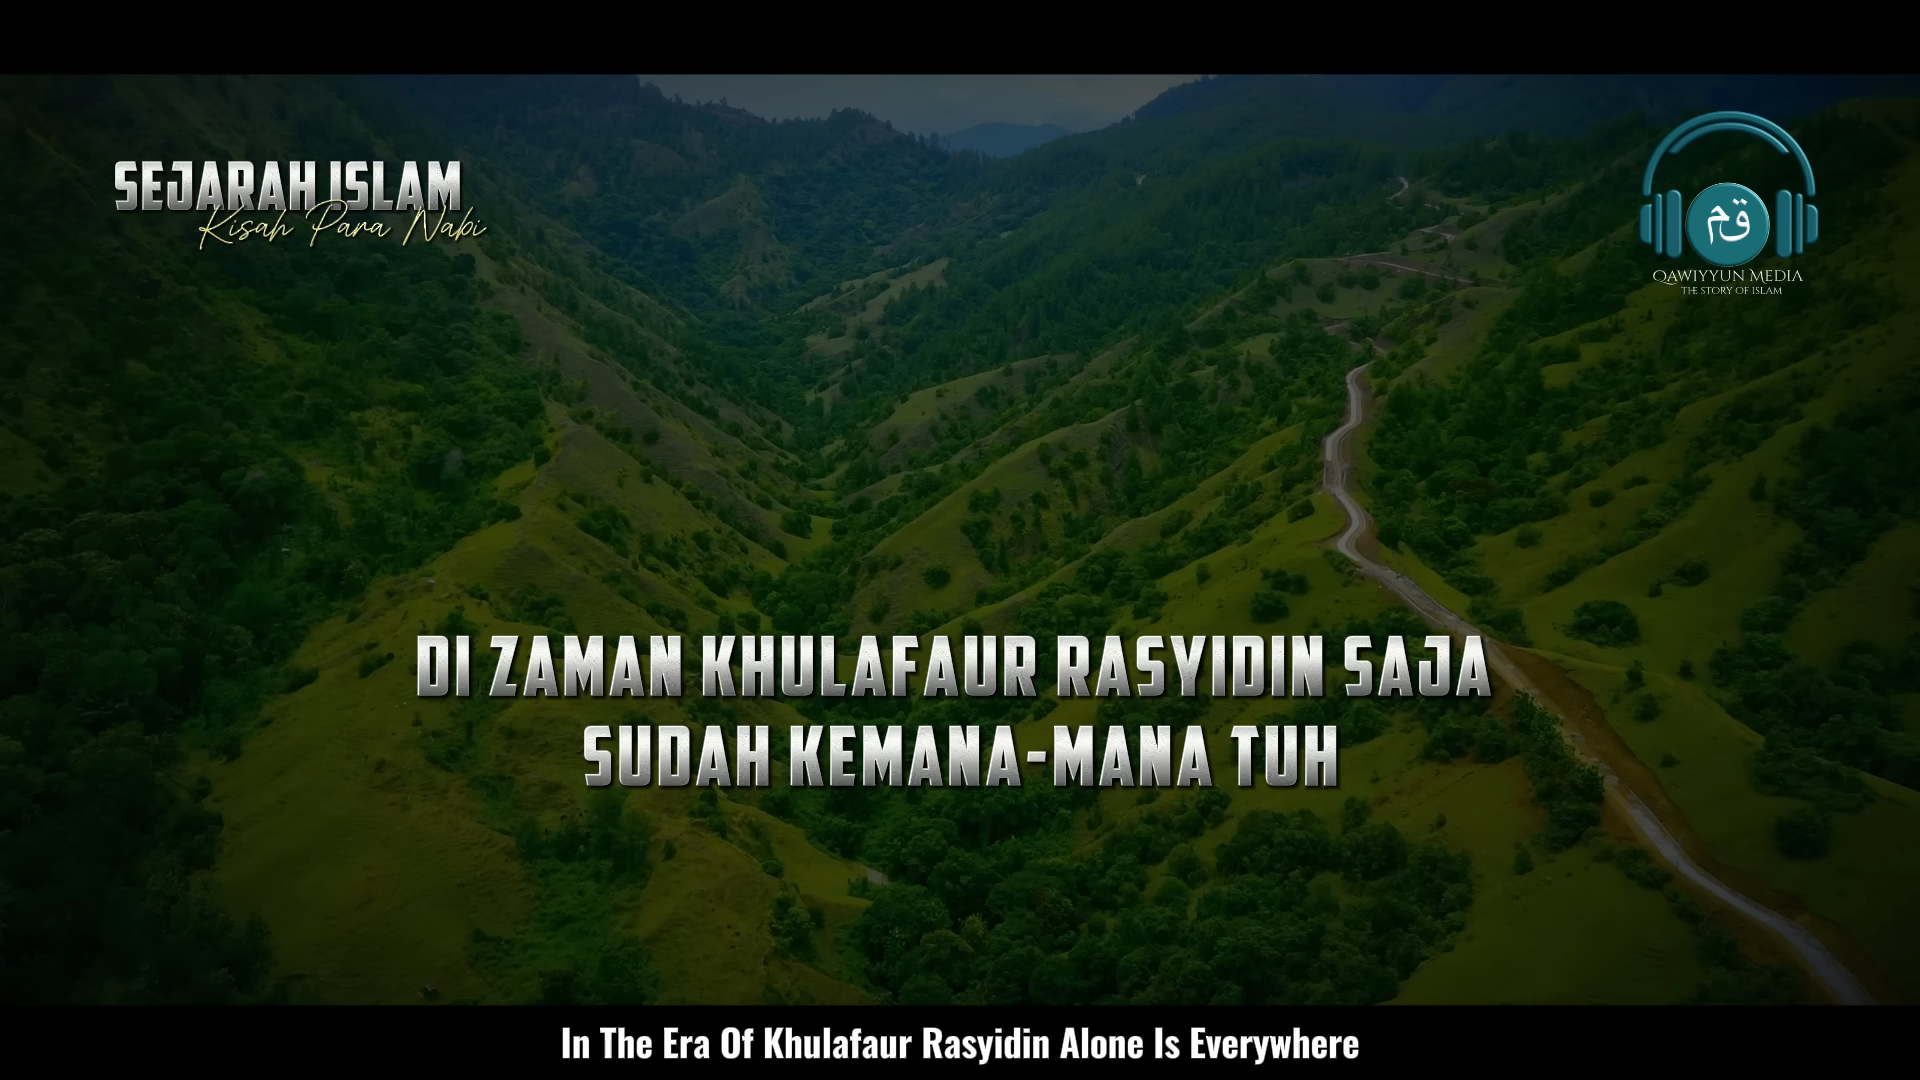 SEJARAH ISLAM
Kisah Para Nabi
قم
QAWIYYUN MEDIA
THE STORY OF ISLAM
DI ZAMAN KHULAFAUR RASYIDIN SAJA
SUDAH KEMANA-MANA TUH
In The Era Of Khulafaur Rasyidin Alone Is Everywhere